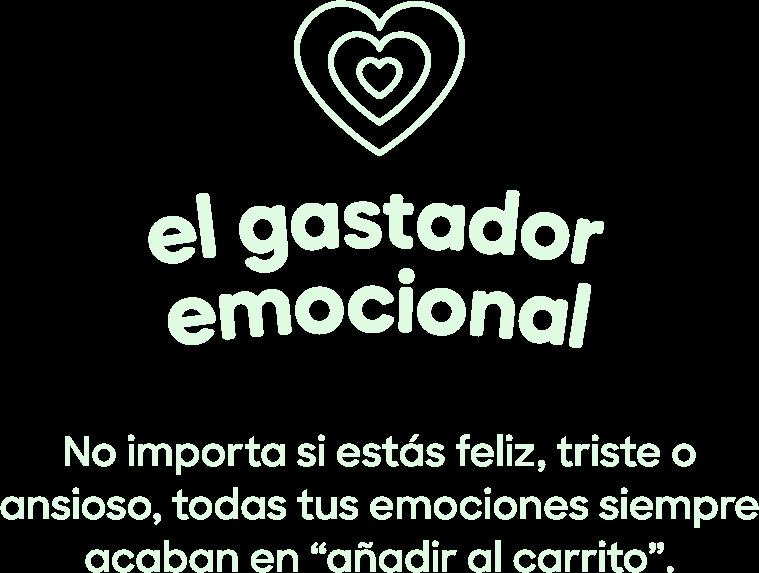 el gastador
emocional
No importa si estás feliz, triste o
ansioso, todas tus emociones siempre
acaban en “añadir al carrito”.